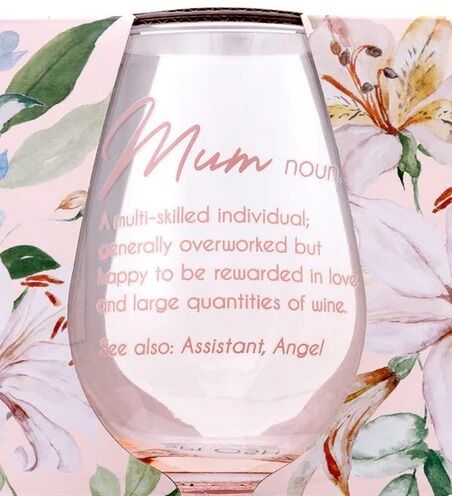 Mum noun.
A multi-skilled individual;
generally overworked but
happy to be rewarded in love
and large quantities of wine.
See also: Assistant, Angel